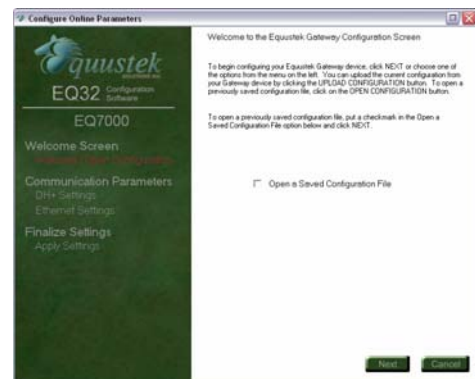 Configure Online Parameters
Equustek
SOLUTIONS INC.
EQ32 Configuration Software
EQ7000
Welcome Screen
Communication Parameters
DH+ Settings
Ethernet Settings
Finalize Settings
Apply Settings
Welcome to the Equustek Gateway Configuration Screen
To begin configuring your Equustek Gateway device, click NEXT or choose one of
the options from the menu on the left. You can upload the current configuration from
your Gateway device by clicking the UPLOAD CONFIGURATION button. To open a
previously saved configuration file, click on the OPEN CONFIGURATION button.
To open a previously saved configuration file, put a checkmark in the Open a
Saved Configuration File option below and click NEXT.
Open a Saved Configuration File
Next
Cancel